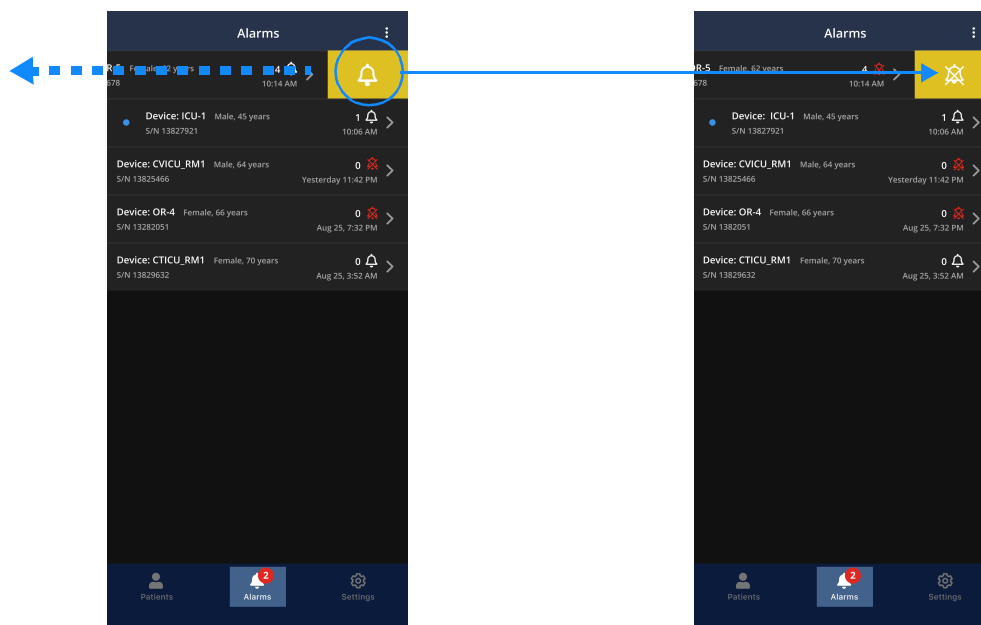 Alarms
R-5 Female, 62 years 4
678 10:14 AM
Device: ICU-1 Male, 45 years 1
S/N 13827921 10:06 AM
Device: CVICU_RM1 Male, 64 years 0
S/N 13825466 Yesterday 11:42 PM
Device: OR-4 Female, 66 years 0
S/N 13282051 Aug 25, 7:32 PM
Device: CTICU_RM1 Female, 70 years 0
S/N 13829632 Aug 25, 3:52 AM
2
Patients Alarms Settings
Alarms
R-5 Female, 62 years 4
678 10:14 AM
Device: ICU-1 Male, 45 years 1
S/N 13827921 10:06 AM
Device: CVICU_RM1 Male, 64 years 0
S/N 13825466 Yesterday 11:42 PM
Device: OR-4 Female, 66 years 0
S/N 1382051 Aug 25, 7:32 PM
Device: CTICU_RM1 Female, 70 years 0
S/N 13829632 Aug 25, 3:52 AM
2
Patients Alarms Settings